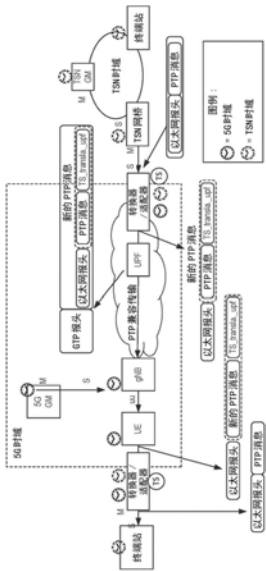 5G时域
5G
GM
M
S
GTP报头
以太网报头
新的PTP消息
PTP消息
TS_transla_upf
TSN
GM
M
S
TSN时域
终端站
终端站
M
S
转换器/
适配器
TS
UE
uu
gNB
PTP兼容传输
UPF
转换器/
适配器
TS
M
S
TSN网桥
以太网报头
PTP消息
以太网报头
新的PTP消息
TS_transla_upf
以太网报头
新的PTP消息
PTP消息
TS_transla_upf
以太网报头
PTP消息
图例：
= 5G时域
= TSN时域